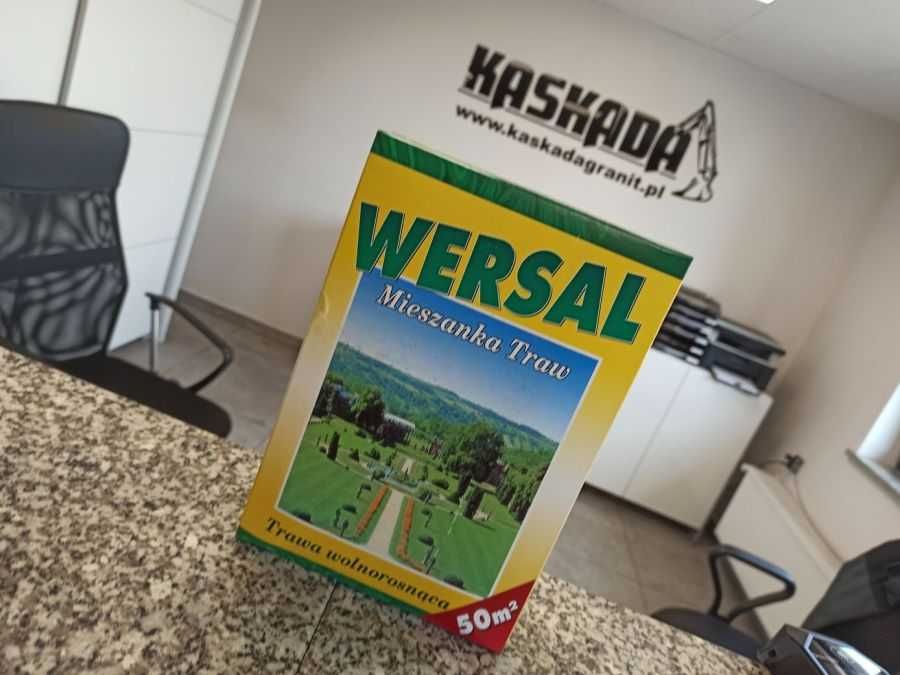 KASKADA
www.kaskadagranit.pl
WERSAL
Mieszanka Traw
Trawa wolnorosnąca
50m²